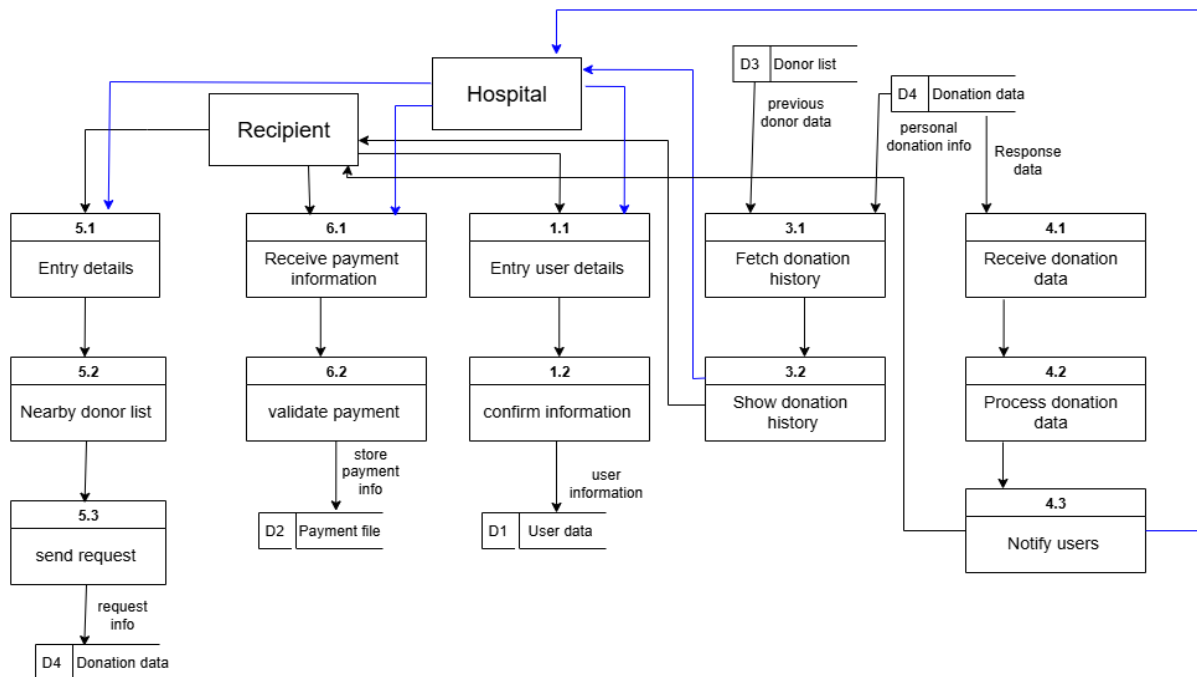 Hospital
Recipient
D3 Donor list
D4 Donation data
previous
donor data
personal
donation info
Response
data
5.1
Entry details
6.1
Receive payment
information
1.1
Entry user details
3.1
Fetch donation
history
4.1
Receive donation
data
5.2
Nearby donor list
6.2
validate payment
1.2
confirm information
3.2
Show donation
history
4.2
Process donation
data
store
payment
info
user
information
5.3
send request
D2 Payment file
D1 User data
4.3
Notify users
request
info
D4 Donation data